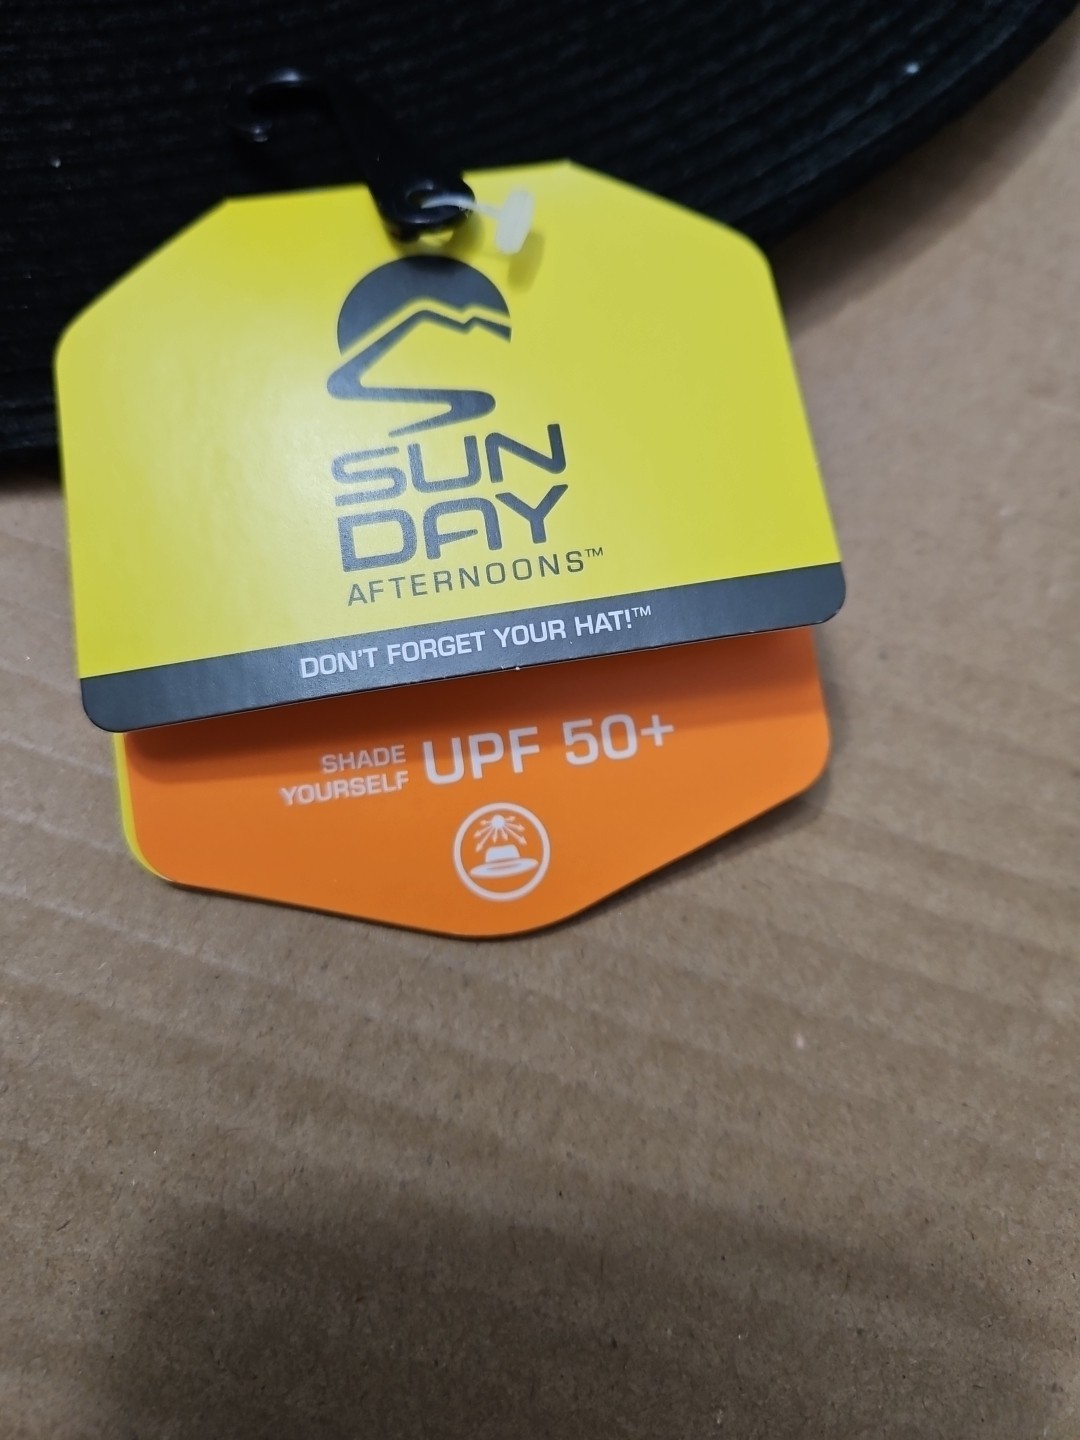 SUN
DAY
AFTERNOONS™
DON'T FORGET YOUR HAT!™
SHADE
YOURSELF UPF 50+